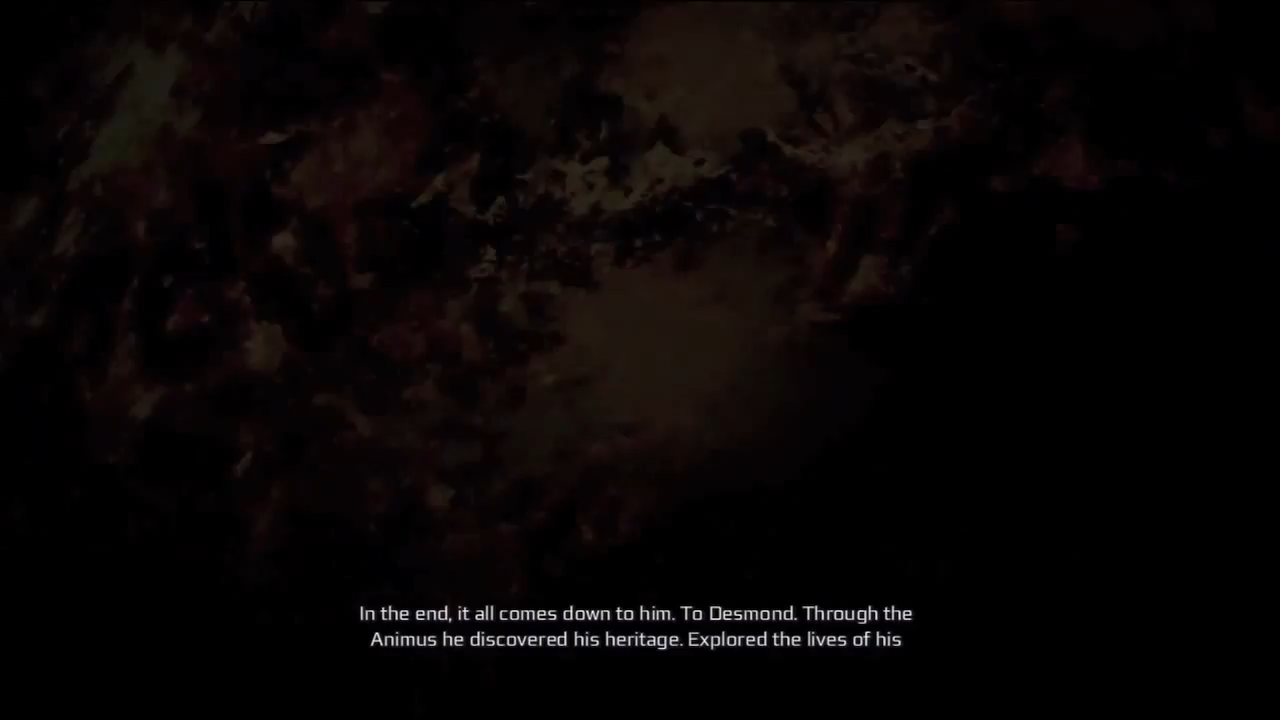 In the end, it all comes down to him. To Desmond. Through the
Animus he discovered his heritage. Explored the lives of his